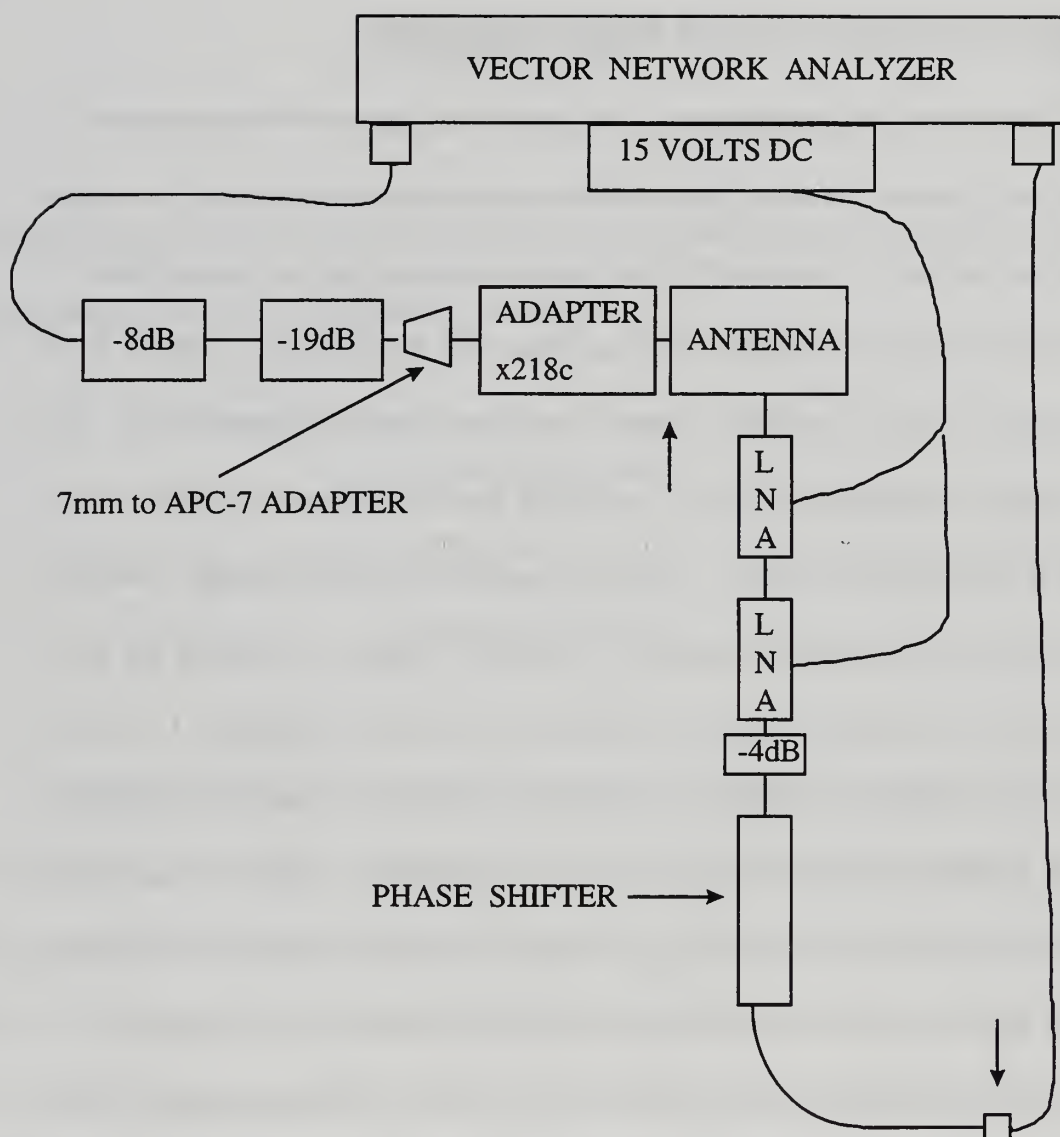 VECTOR NETWORK ANALYZER
15 VOLTS DC
-8dB
-19dB
ADAPTER
x218c
ANTENNA
7mm to APC-7 ADAPTER
L
N
A
L
N
A
-4dB
PHASE SHIFTER